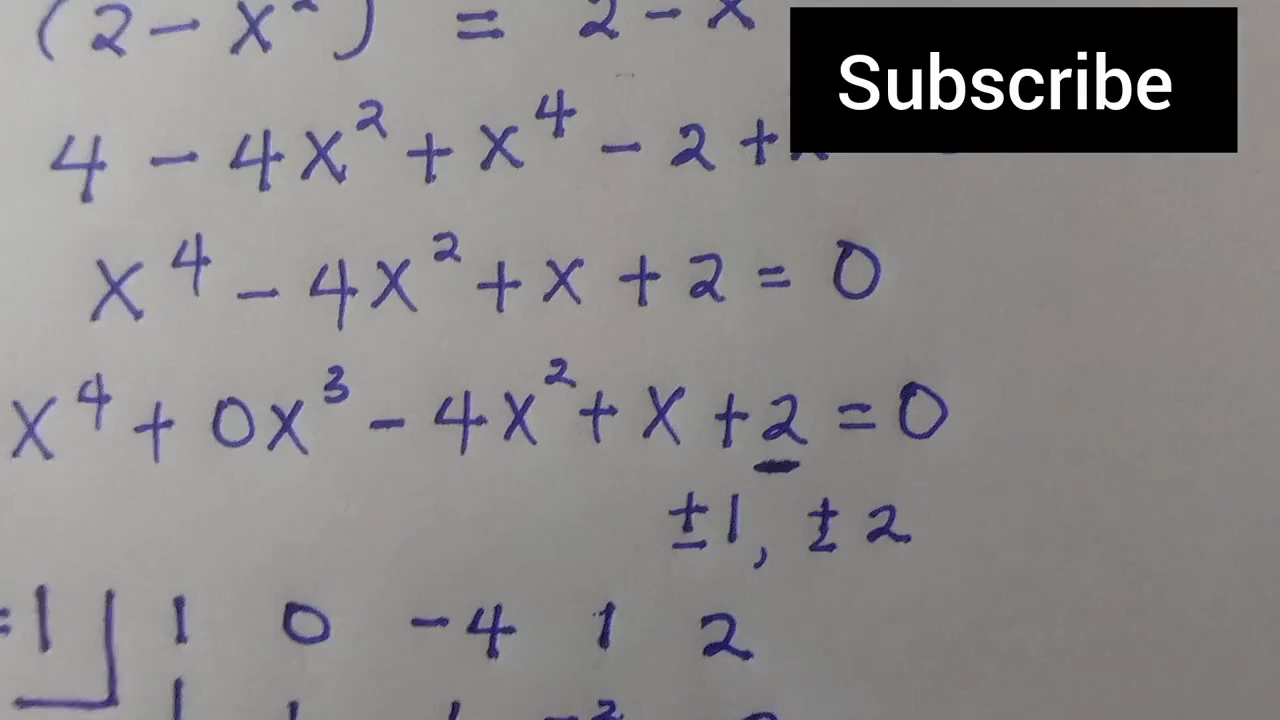 (2 - x²) = 2 - x
Subscribe
4 - 4x² + x⁴ - 2 + x
x⁴ - 4x² + x + 2 = 0
x⁴ + 0x³ - 4x² + x + 2 = 0
±1, ±2
=1 1 0 -4 1 2